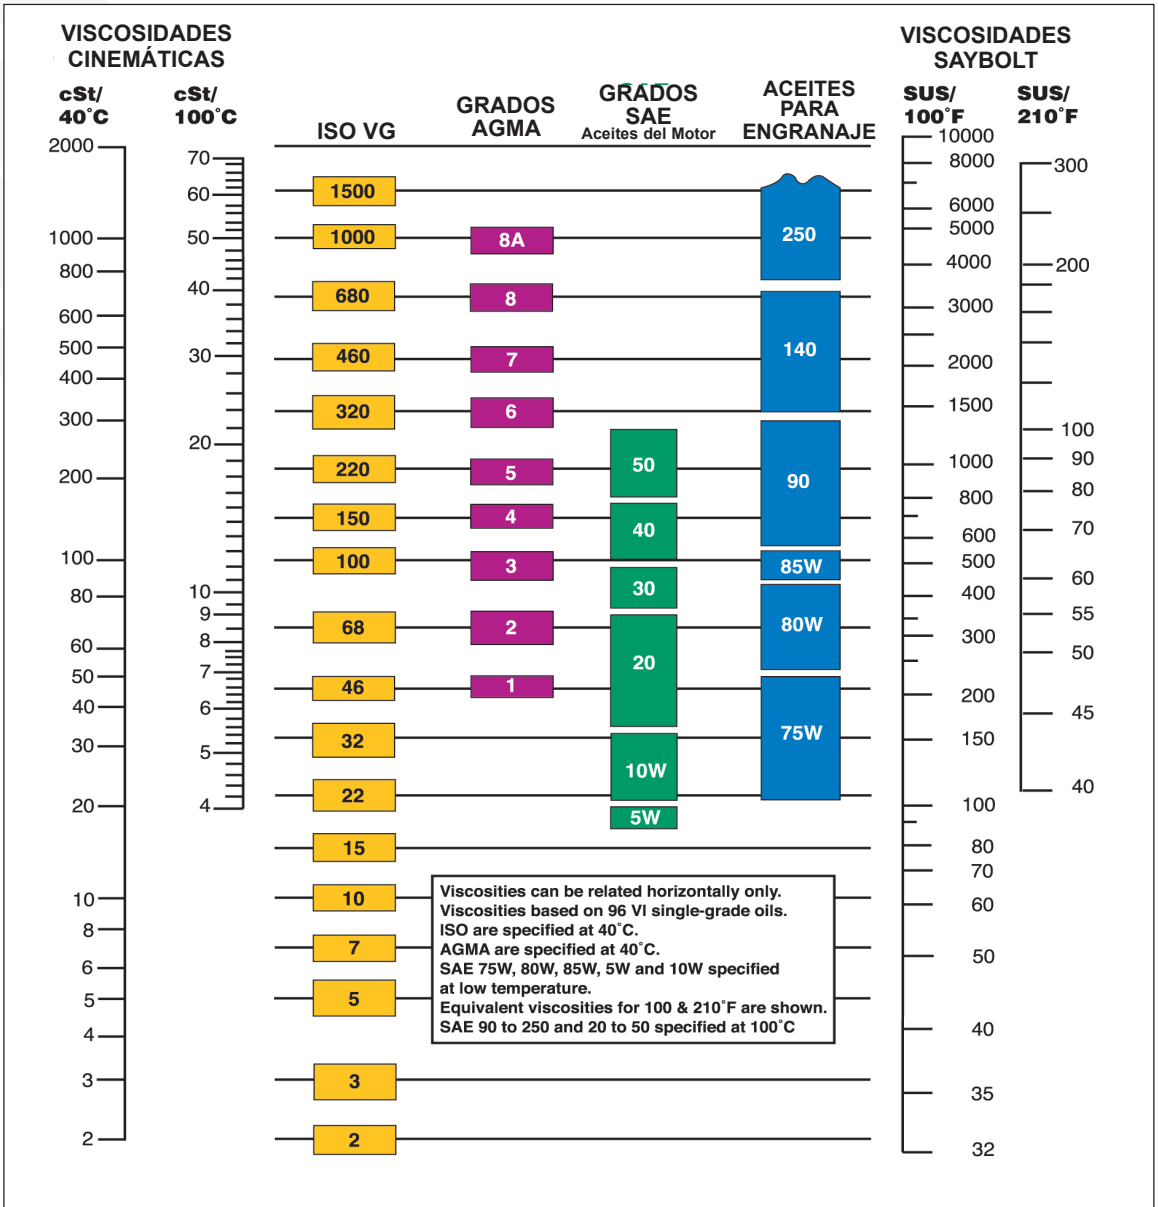 VISCOSIDADES
CINEMÁTICAS
VISCOSIDADES
SAYBOLT
cSt/
40°C
cSt/
100°C
ISO VG
GRADOS
AGMA
GRADOS
SAE
Aceites del Motor
ACEITES
PARA
ENGRANAJE
SUS/
100°F
SUS/
210°F
2000
1000
800
600
500
400
300
200
100
80
60
50
40
30
20
10
8
6
5
4
3
2
70
60
50
40
30
20
10
9
8
7
6
5
4
1500
1000
680
460
320
220
150
100
68
46
32
22
15
10
7
5
3
2
8A
8
7
6
5
4
3
2
1
50
40
30
20
10W
5W
250
140
90
85W
80W
75W
10000
8000
6000
5000
4000
3000
2000
1500
1000
800
600
500
400
300
200
150
100
80
70
60
50
40
35
32
300
200
100
90
80
70
60
55
50
45
40
Viscosities can be related horizontally only.
Viscosities based on 96 VI single-grade oils.
ISO are specified at 40°C.
AGMA are specified at 40°C.
SAE 75W, 80W, 85W, 5W and 10W specified
at low temperature.
Equivalent viscosities for 100 & 210°F are shown.
SAE 90 to 250 and 20 to 50 specified at 100°C